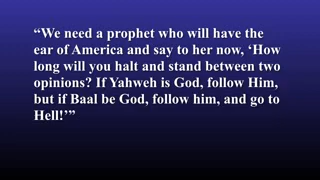 “We need a prophet who will have the
ear of America and say to her now, ‘How
long will you halt and stand between two
opinions? If Yahweh is God, follow Him,
but if Baal be God, follow him, and go to
Hell!’”